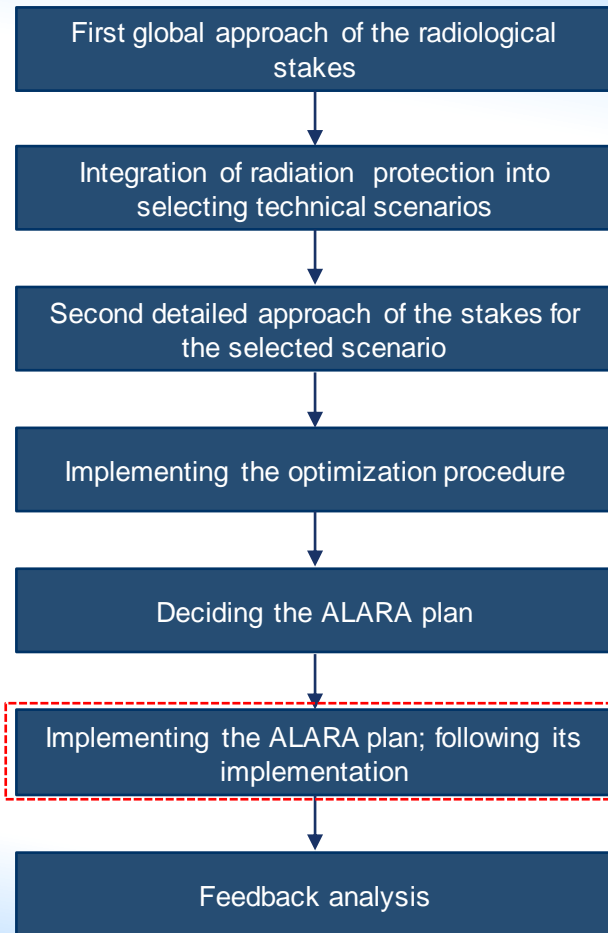 First global approach of the radiological
stakes
Integration of radiation protection into
selecting technical scenarios
Second detailed approach of the stakes for
the selected scenario
Implementing the optimization procedure
Deciding the ALARA plan
Implementing the ALARA plan; following its
implementation
Feedback analysis